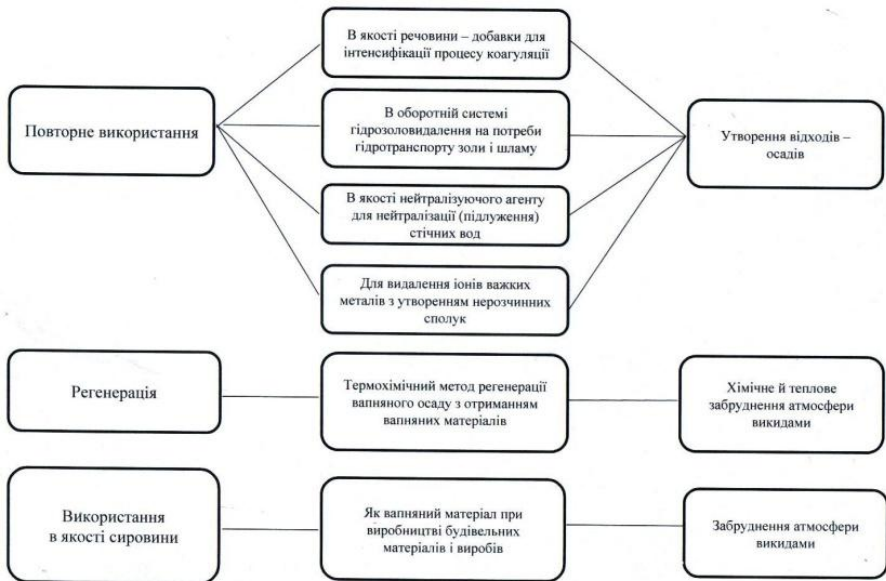 В якості речовини – добавки для
інтенсифікації процесу коагуляції
Повторне використання
В оборотній системі
гідрозоловидалення на потреби
гідротранспорту золи і шламу
Утворення відходів –
осадів
В якості нейтралізуючого агенту
для нейтралізації (підлуження)
стічних вод
Для видалення іонів важких
металів з утворенням нерозчинних
сполук
Регенерація
Термохімічний метод регенерації
вапняного осаду з отриманням
вапняних матеріалів
Хімічне й теплове
забруднення атмосфери
викидами
Використання
в якості сировини
Як вапняний матеріал при
виробництві будівельних
матеріалів і виробів
Забруднення атмосфери
викидами